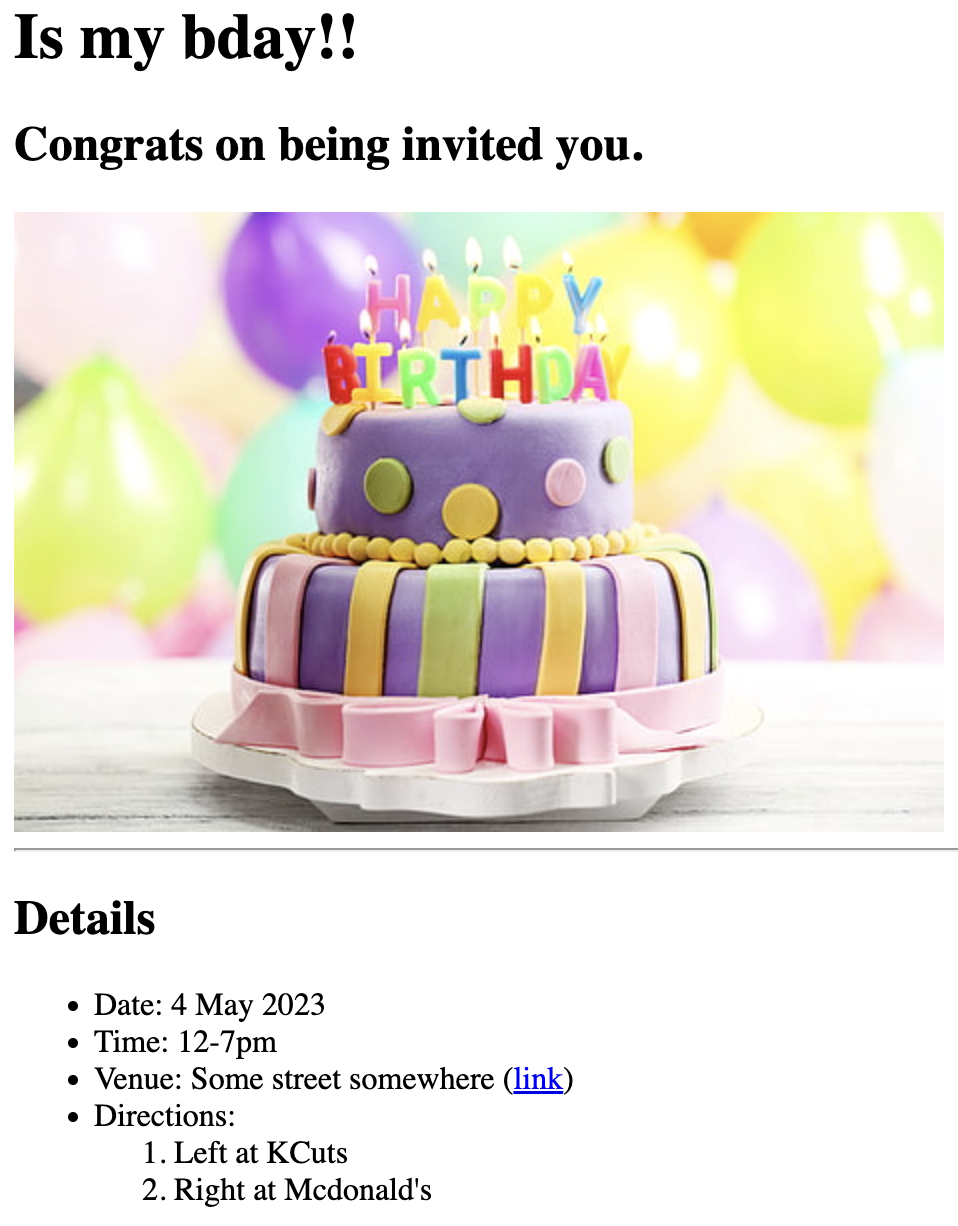 Is my bday!!
Congrats on being invited you.
HAPPY
BIRTHDAY
Details
Date: 4 May 2023
Time: 12-7pm
Venue: Some street somewhere (link)
Directions:
1. Left at KCuts
2. Right at Mcdonald's